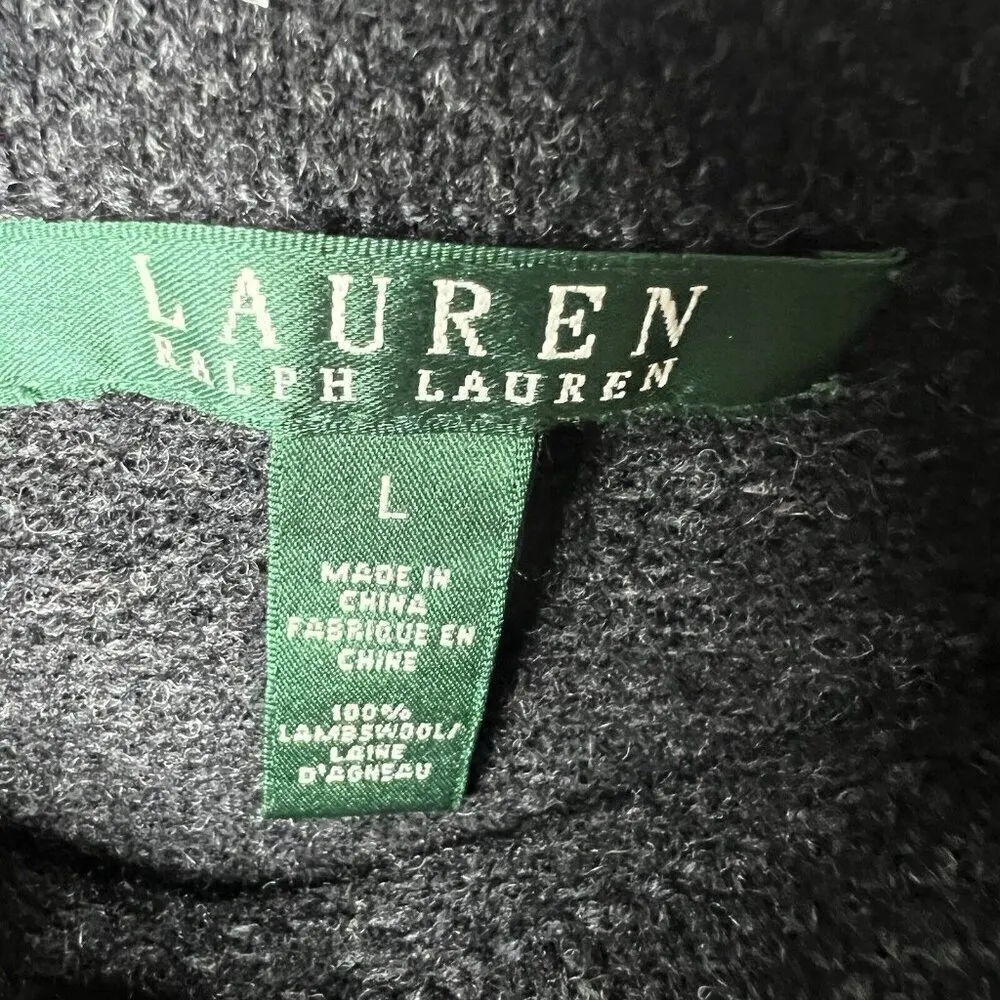 LAUREN
RALPH LAUREN
L
MADE IN
CHINA
FABRIQUE EN
CHINE
100%
LAMBSWOOL/
LAINE
D'AGNEAU